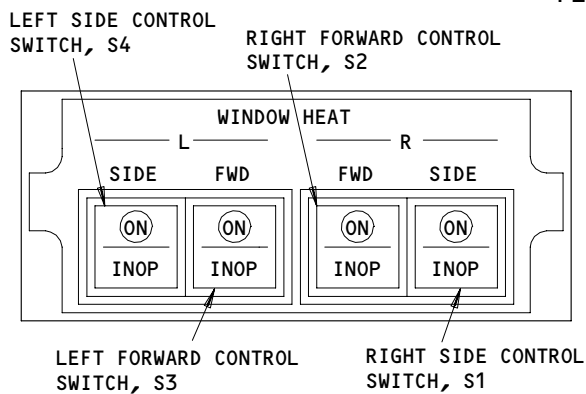 LEFT SIDE CONTROL
SWITCH, S4
RIGHT FORWARD CONTROL
SWITCH, S2
WINDOW HEAT
L R
SIDE FWD FWD SIDE
ON ON ON ON
INOP INOP INOP INOP
LEFT FORWARD CONTROL
SWITCH, S3
RIGHT SIDE CONTROL
SWITCH, S1